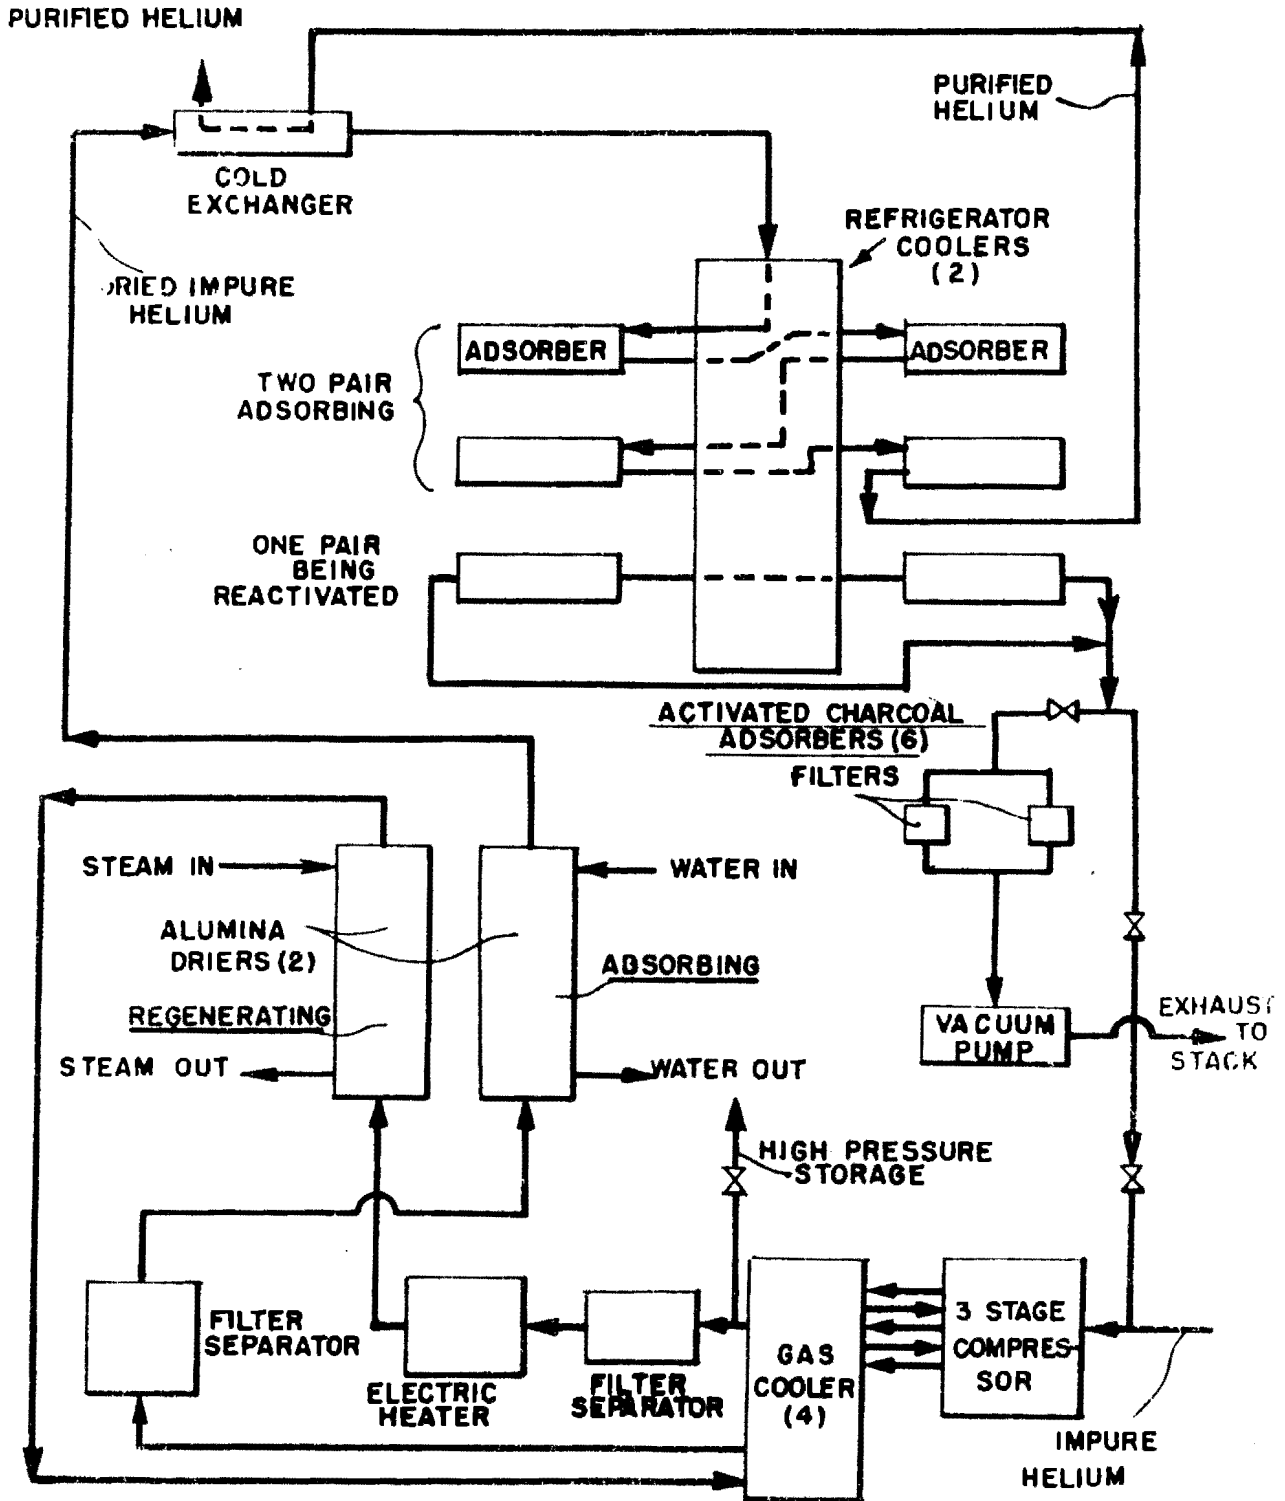 PURIFIED HELIUM
PURIFIED
HELIUM
COLD
EXCHANGER
REFRIGERATOR
COOLERS
(2)
DRIED IMPURE
HELIUM
ADSORBER
ADSORBER
TWO PAIR
ADSORBING
ONE PAIR
BEING
REACTIVATED
ACTIVATED CHARCOAL
ADSORBERS (6)
FILTERS
STEAM IN
WATER IN
ALUMINA
DRIERS (2)
ABSORBING
REGENERATING
STEAM OUT
WATER OUT
VACUUM
PUMP
EXHAUST
TO
STACK
HIGH PRESSURE
STORAGE
FILTER
SEPARATOR
ELECTRIC
HEATER
FILTER
SEPARATOR
GAS
COOLER
(4)
3 STAGE
COMPRES-
SOR
IMPURE
HELIUM